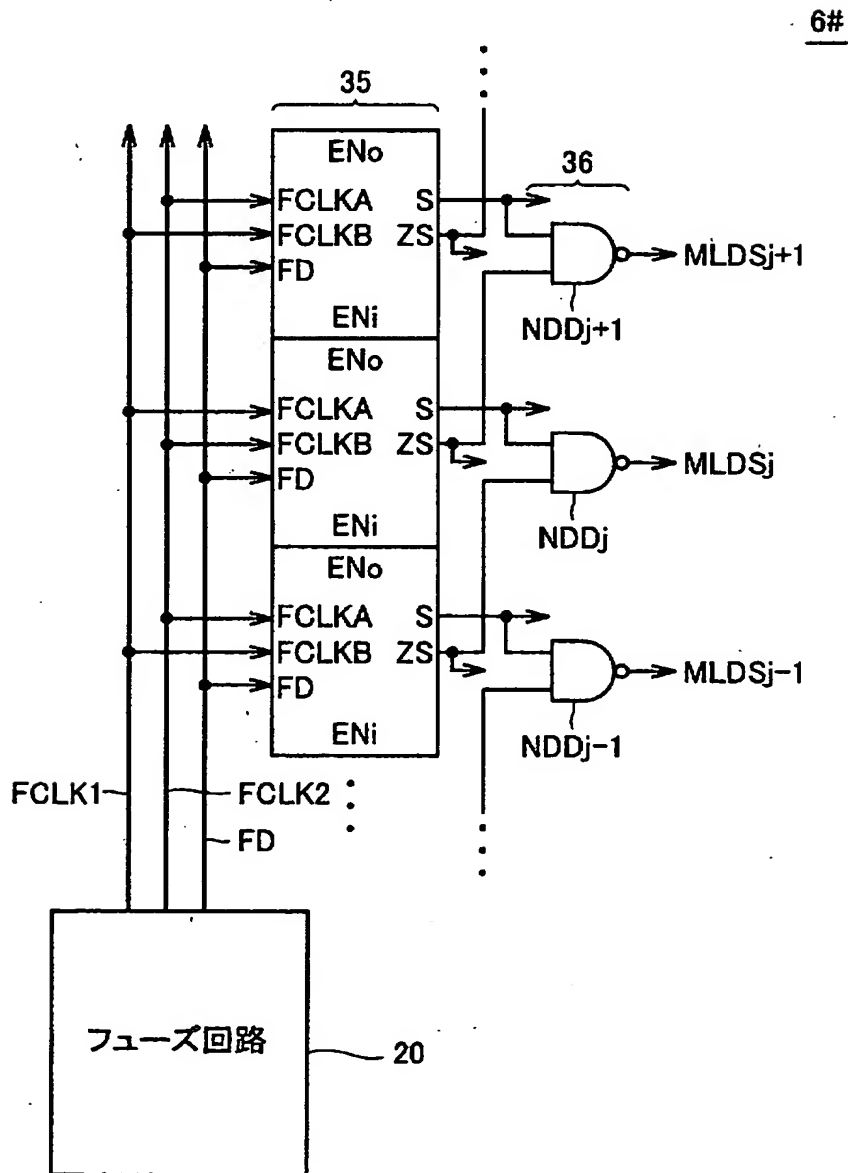 6#
35
36
ENo
FCLKA S
FCLKB ZS
FD
ENi
MLDSj+1
NDDj+1
ENo
FCLKA S
FCLKB ZS
FD
ENi
MLDSj
NDDj
ENo
FCLKA S
FCLKB ZS
FD
ENi
MLDSj-1
NDDj-1
FCLK1
FCLK2
FD
フューズ回路
20